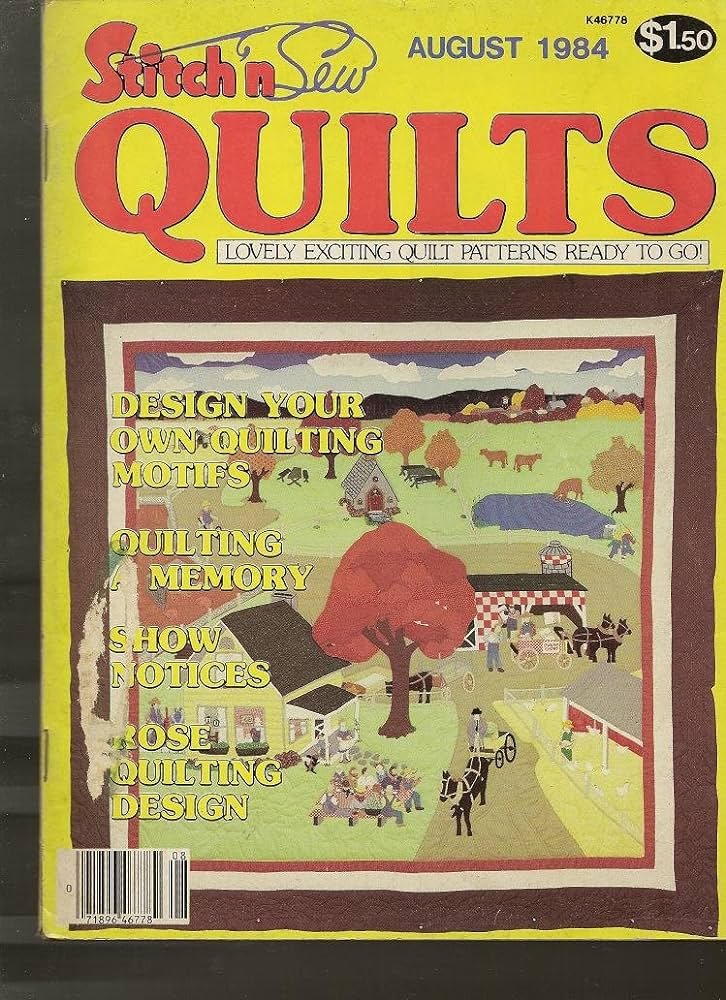 K46778
Stitch 'n Sew
AUGUST 1984
$1.50
QUILTS
LOVELY EXCITING QUILT PATTERNS READY TO GO!
DESIGN YOUR
OWN QUILTING
MOTIFS
QUILTING
A MEMORY
SHOW
NOTICES
ROSE
QUILTING
DESIGN
08
0
71896 46778